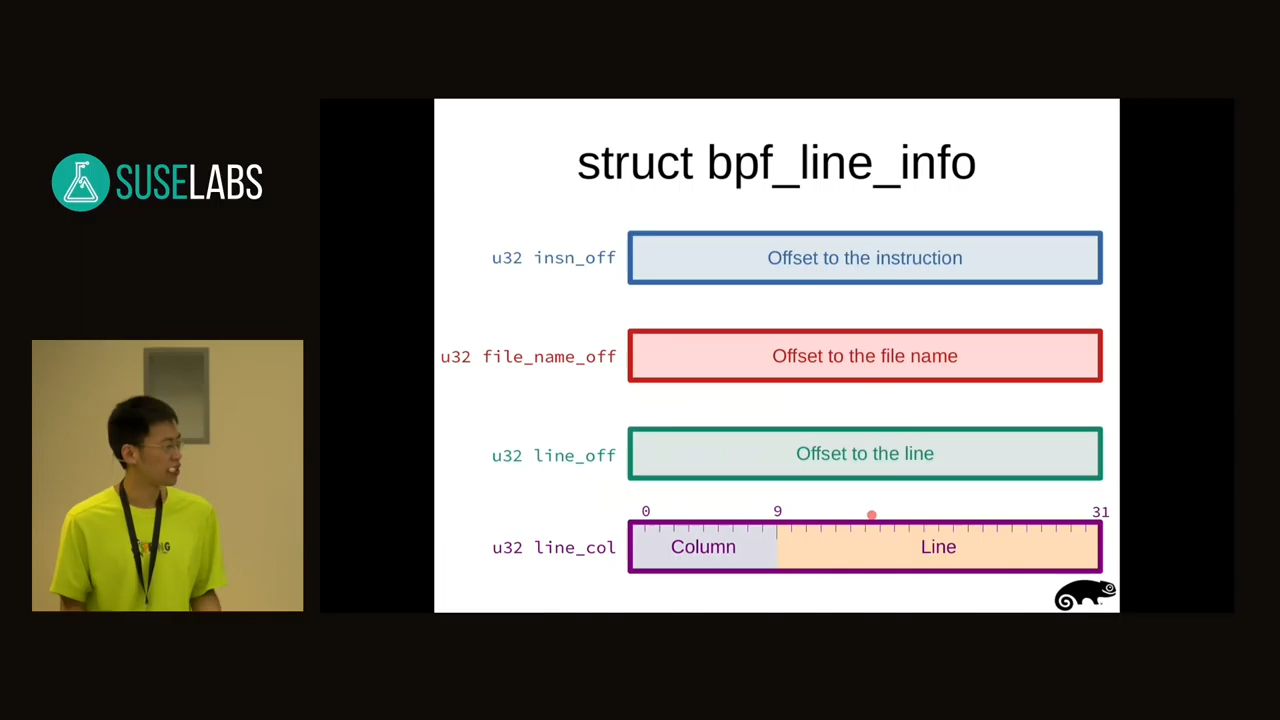 SUSELABS
struct bpf_line_info
u32 insn_off
Offset to the instruction
u32 file_name_off
Offset to the file name
u32 line_off
Offset to the line
0 9 31
u32 line_col
Column
Line